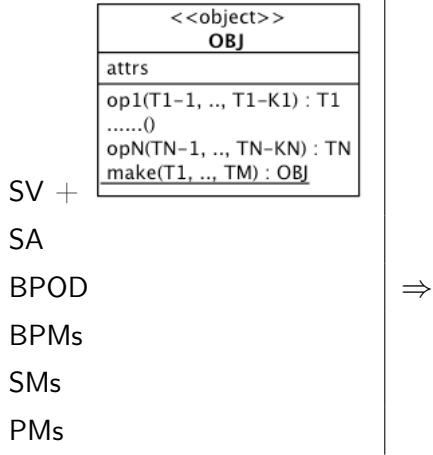 <<object>>
OBJ
attrs
op1(T1-1, .., T1-K1) : T1
......()
opN(TN-1, .., TN-KN) : TN
make(T1, .., TM) : OBJ
SV +
SA
BPOD
⇒
BPMs
SMs
PMs